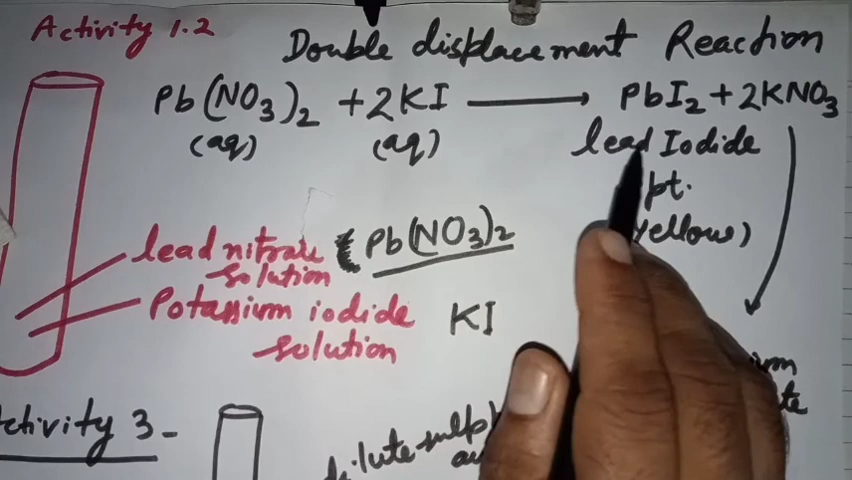 Activity 1.2
Double displacement Reaction
Pb(NO3)2 + 2KI → PbI2 + 2KNO3
(aq) (aq) lead Iodide
ppt.
(yellow)
lead nitrate solution (Pb(NO3)2
Potassium iodide solution KI
Activity 3-
dilute